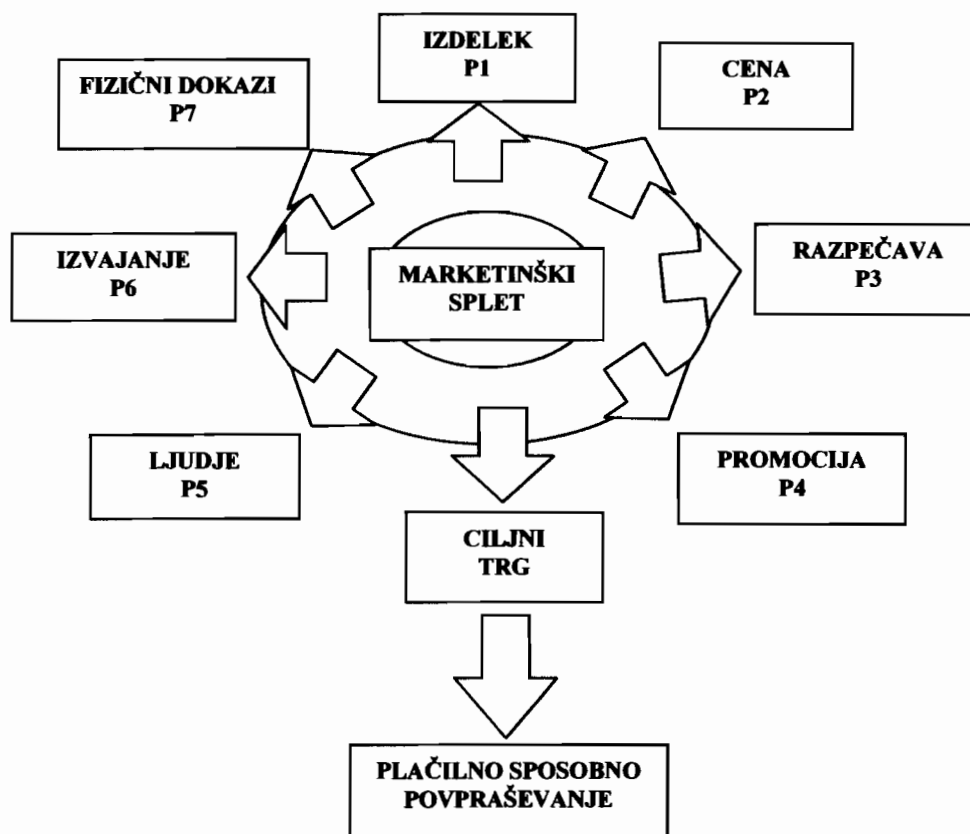 IZDELEK
P1
CENA
P2
RAZPEČAVA
P3
PROMOCIJA
P4
LJUDJE
P5
IZVAJANJE
P6
FIZIČNI DOKAZI
P7
MARKETINŠKI
SPLET
CILJNI
TRG
PLAČILNO SPOSOBNO
POVPRAŠEVANJE